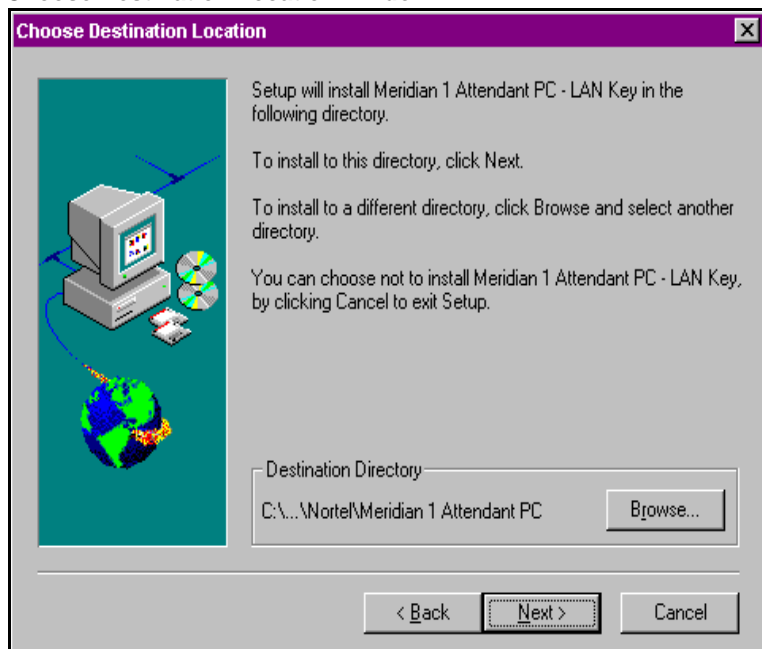 Choose Destination Location
Setup will install Meridian 1 Attendant PC - LAN Key in the
following directory.
To install to this directory, click Next.
To install to a different directory, click Browse and select another
directory.
You can choose not to install Meridian 1 Attendant PC - LAN Key,
by clicking Cancel to exit Setup.
Destination Directory
C:\...\Nortel\Meridian 1 Attendant PC
Browse...
< Back
Next >
Cancel